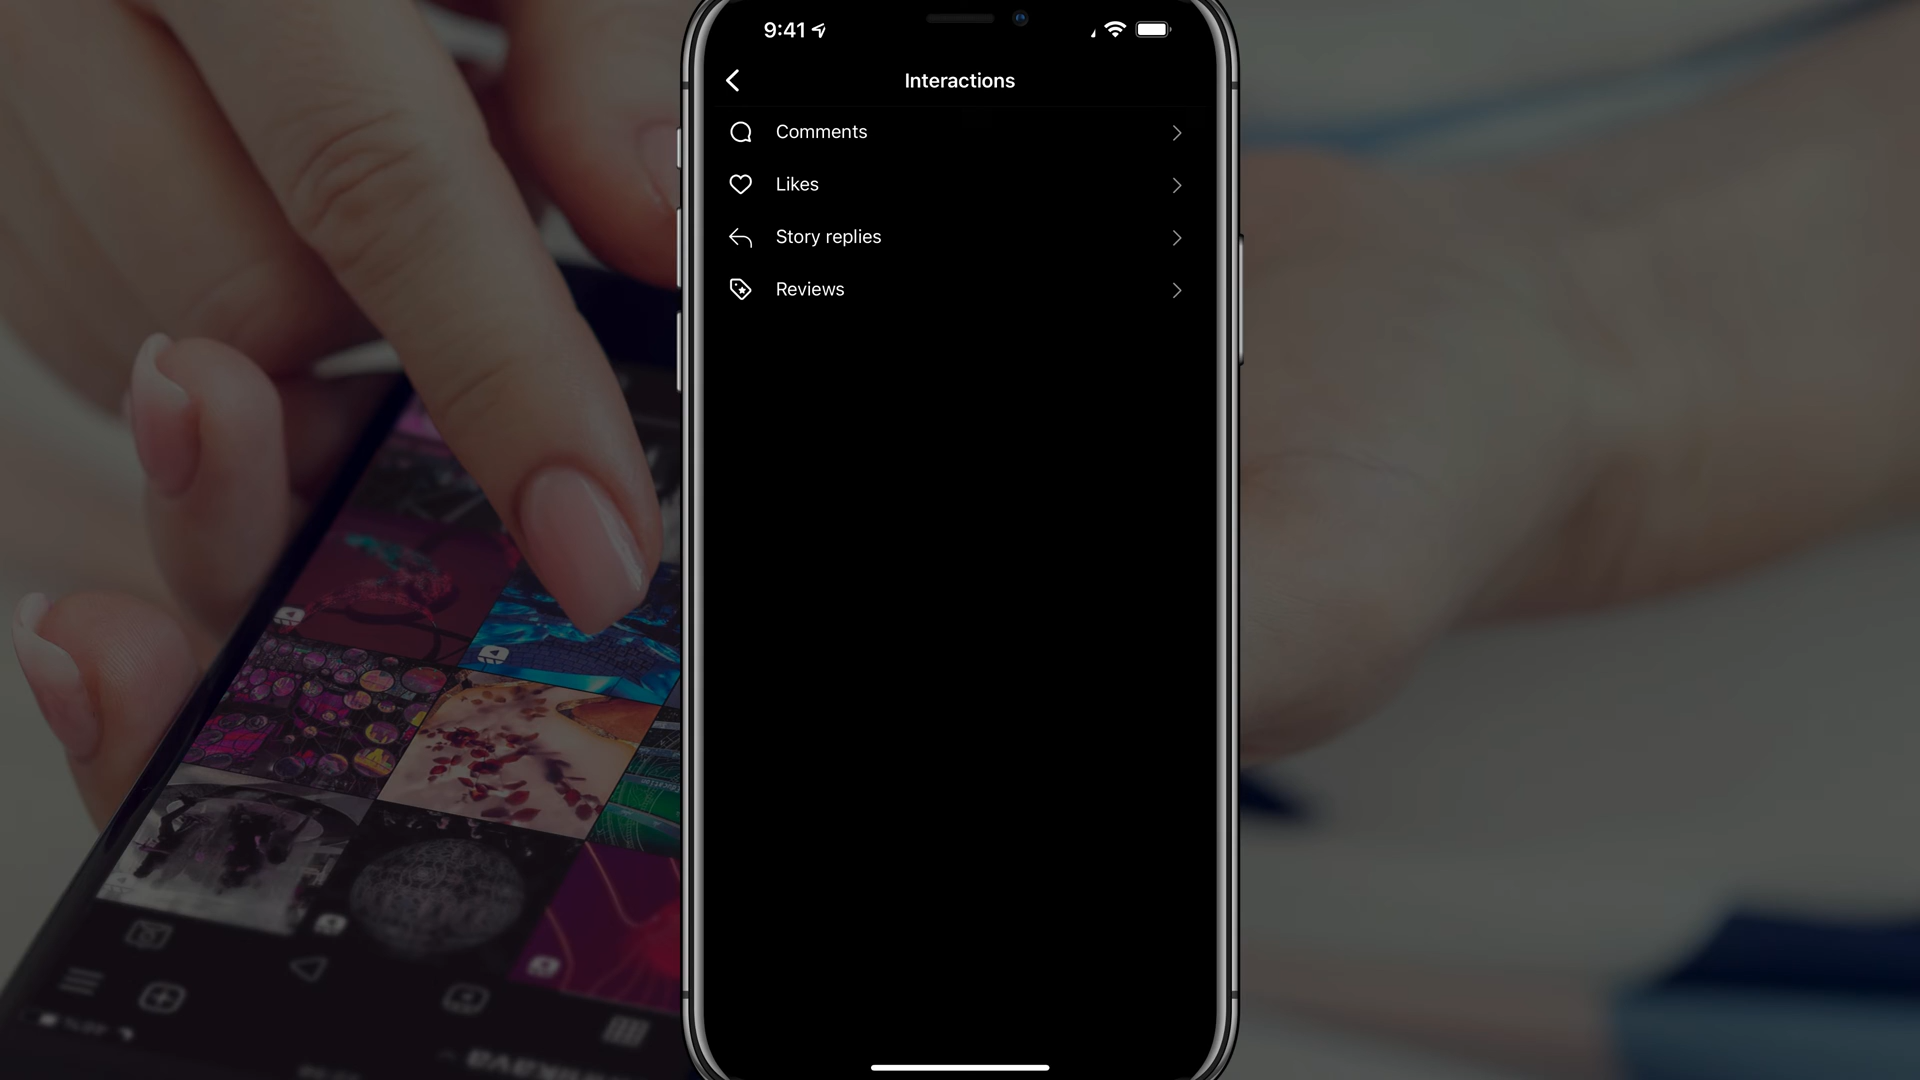 9:41
Interactions
Comments
Likes
Story replies
Reviews